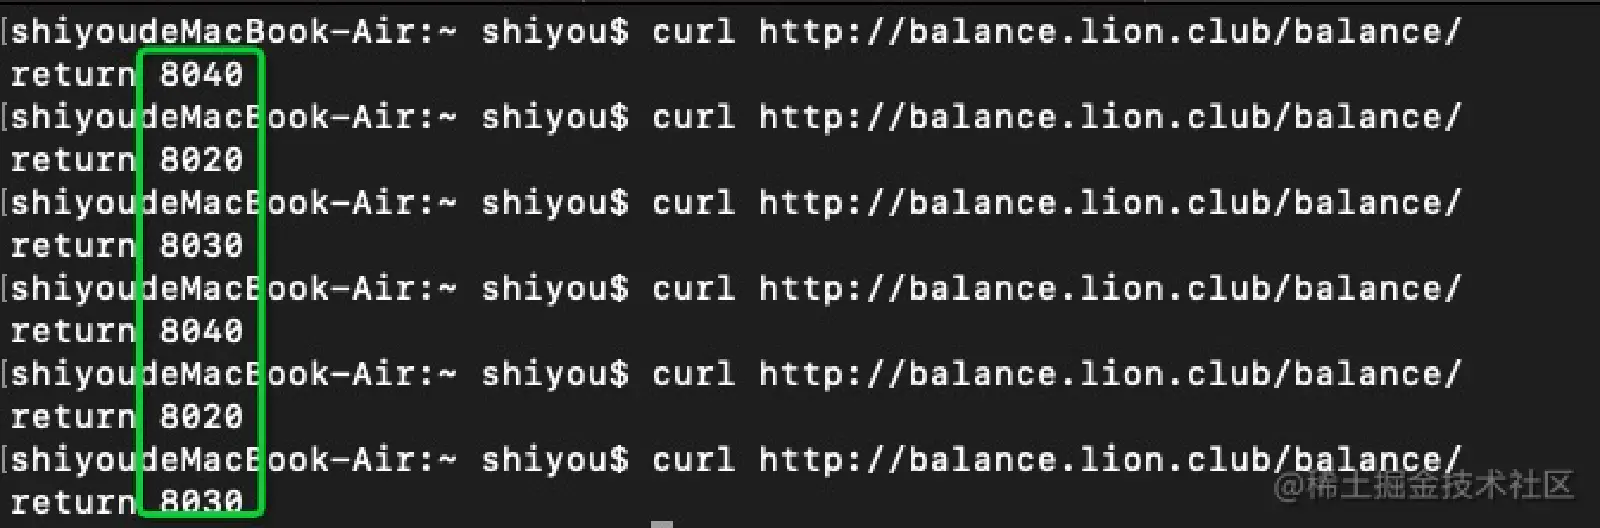 [shiyoudeMacBook-Air:~ shiyou$ curl http://balance.lion.club/balance/
return 8040
[shiyoudeMacBook-Air:~ shiyou$ curl http://balance.lion.club/balance/
return 8020
[shiyoudeMacBook-Air:~ shiyou$ curl http://balance.lion.club/balance/
return 8030
[shiyoudeMacBook-Air:~ shiyou$ curl http://balance.lion.club/balance/
return 8040
[shiyoudeMacBook-Air:~ shiyou$ curl http://balance.lion.club/balance/
return 8020
[shiyoudeMacBook-Air:~ shiyou$ curl http://balance.lion.club/balance/
return 8030
@稀土掘金技术社区